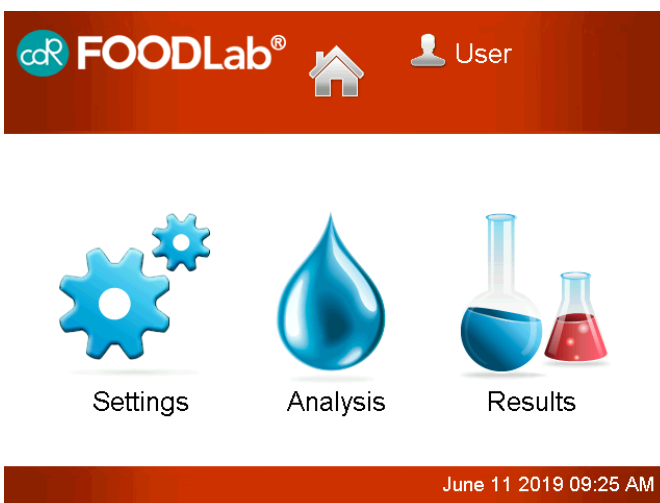 CDR FOODLab® User
Settings Analysis Results
June 11 2019 09:25 AM